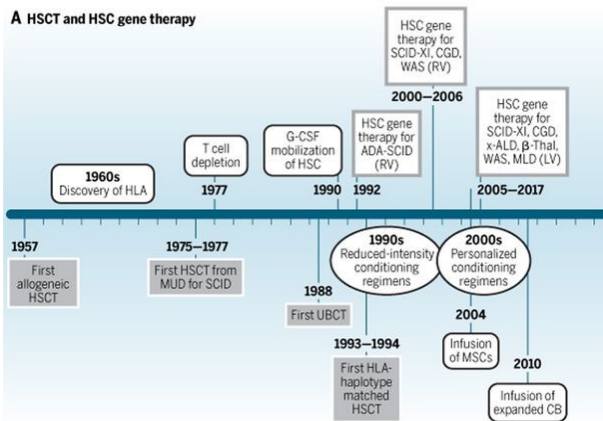 A HSCT and HSC gene therapy
HSC gene
therapy for
SCID-XI, CGD,
WAS (RV)
2000–2006
HSC gene
therapy for
SCID-XI, CGD,
x-ALD, β-Thal,
WAS, MLD (LV)
2005–2017
HSC gene
therapy for
ADA-SCID
(RV)
1992
G-CSF
mobilization
of HSC
1990
T cell
depletion
1977
1960s
Discovery of HLA
1957
First
allogeneic
HSCT
1975–1977
First HSCT from
MUD for SCID
1988
First UBCT
1990s
Reduced-intensity
conditioning
regimens
1993–1994
First HLA-
haplotype
matched
HSCT
2000s
Personalized
conditioning
regimens
2004
Infusion
of MSCs
2010
Infusion of
expanded CB